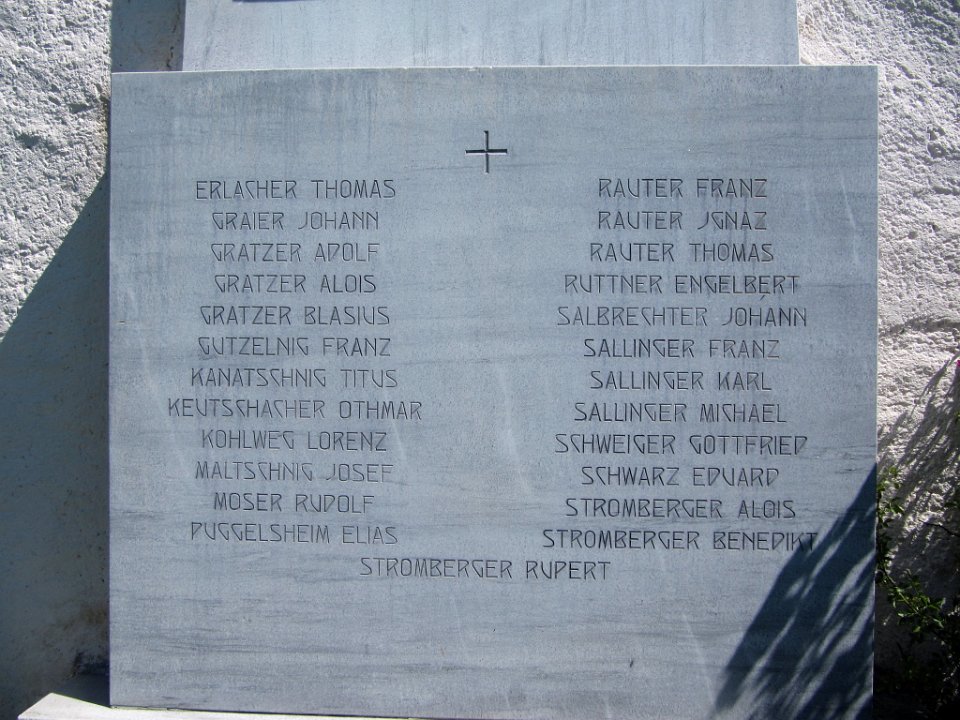 ERLACHER THOMAS
GRAIER JOHANN
GRATZER ADOLF
GRATZER ALOIS
GRATZER BLASIUS
GUTZELNIG FRANZ
KANATSCHNIG TITUS
KEUTSCHACHER OTHMAR
KOHLWEG LORENZ
MALTSCHNIG JOSEF
MOSER RUDOLF
PUGGELSHEIM ELIAS
RAUTER FRANZ
RAUTER JGNAZ
RAUTER THOMAS
RUTTNER ENGELBERT
SALBRECHTER JOHANN
SALLINGER FRANZ
SALLINGER KARL
SALLINGER MICHAEL
SCHWEIGER GOTTFRIED
SCHWARZ EDUARD
STROMBERGER ALOIS
STROMBERGER BENEDIKT
STROMBERGER RUPERT